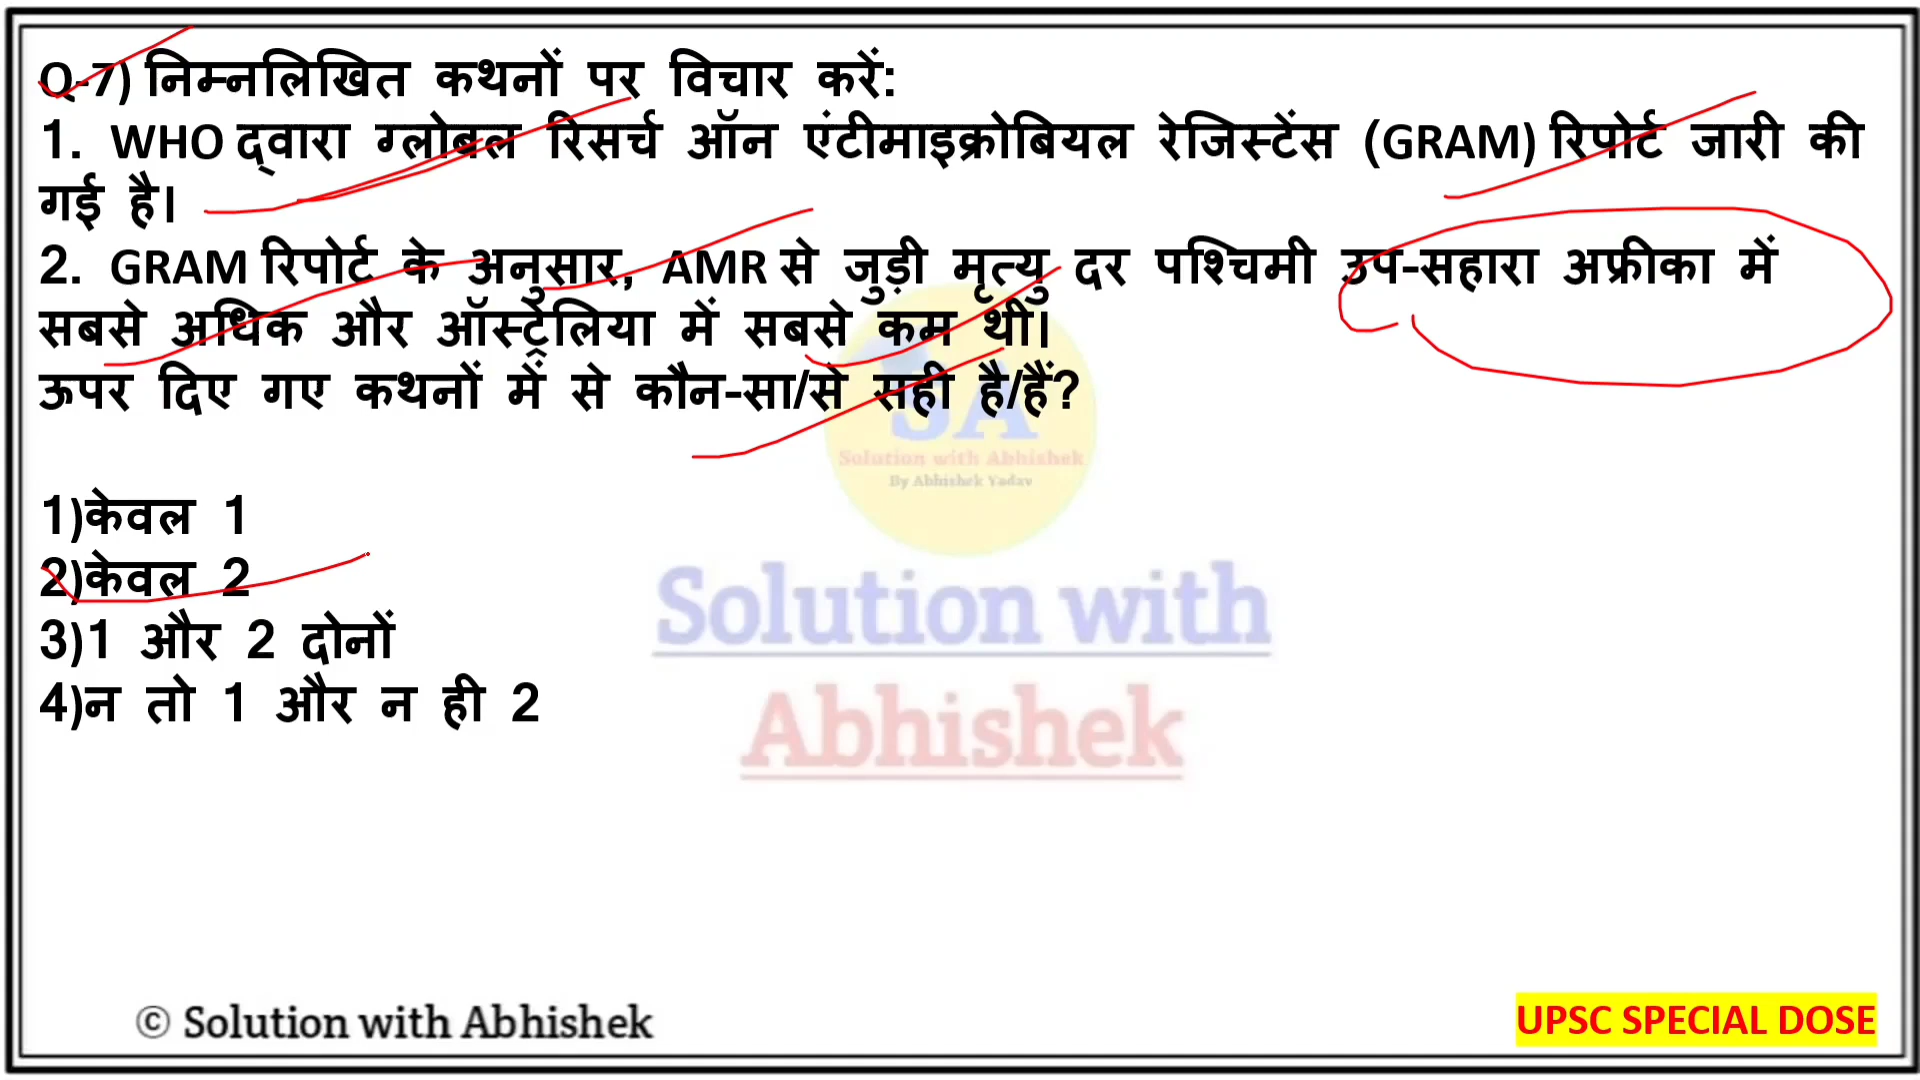 Q-7) निम्नलिखित कथनों पर विचार करें:
1. WHO द्वारा ग्लोबल रिसर्च ऑन एंटीमाइक्रोबियल रेजिस्टेंस (GRAM) रिपोर्ट जारी की
गई है।
2. GRAM रिपोर्ट के अनुसार, AMR से जुड़ी मृत्यु दर पश्चिमी उप-सहारा अफ्रीका में
सबसे अधिक और ऑस्ट्रेलिया में सबसे कम थी।
ऊपर दिए गए कथनों में से कौन-सा/से सही है/हैं?
SA
Solution with Abhishek
By Abhishek Yadav
1)केवल 1
2)केवल 2
3)1 और 2 दोनों
4)न तो 1 और न ही 2
Solution with
Abhishek
© Solution with Abhishek
UPSC SPECIAL DOSE